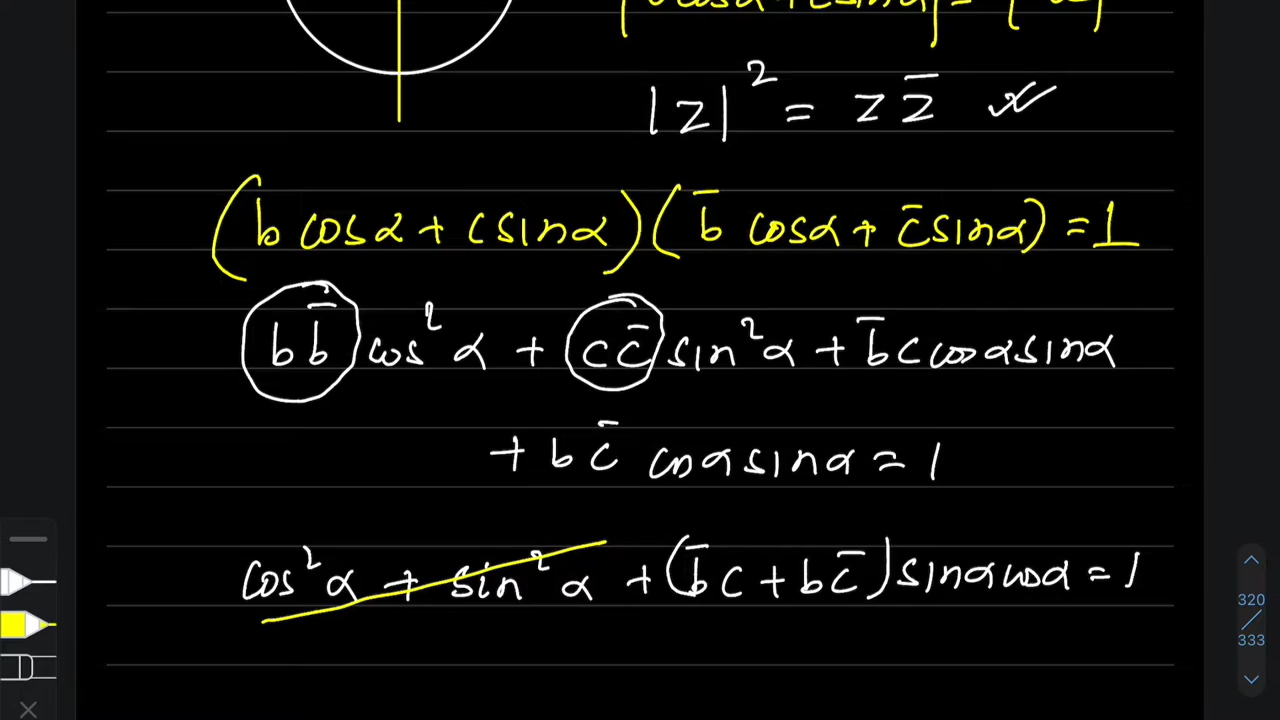 |z|² = z z̄
(b cosα + c sinα)(b̄ cosα + c̄ sinα) = 1
b b̄ cos²α + c c̄ sin²α + b̄ c cosα sinα
+ b c̄ cosα sinα = 1
cos²α + sin²α + (b̄ c + b c̄) sinα cosα = 1
320
/
333